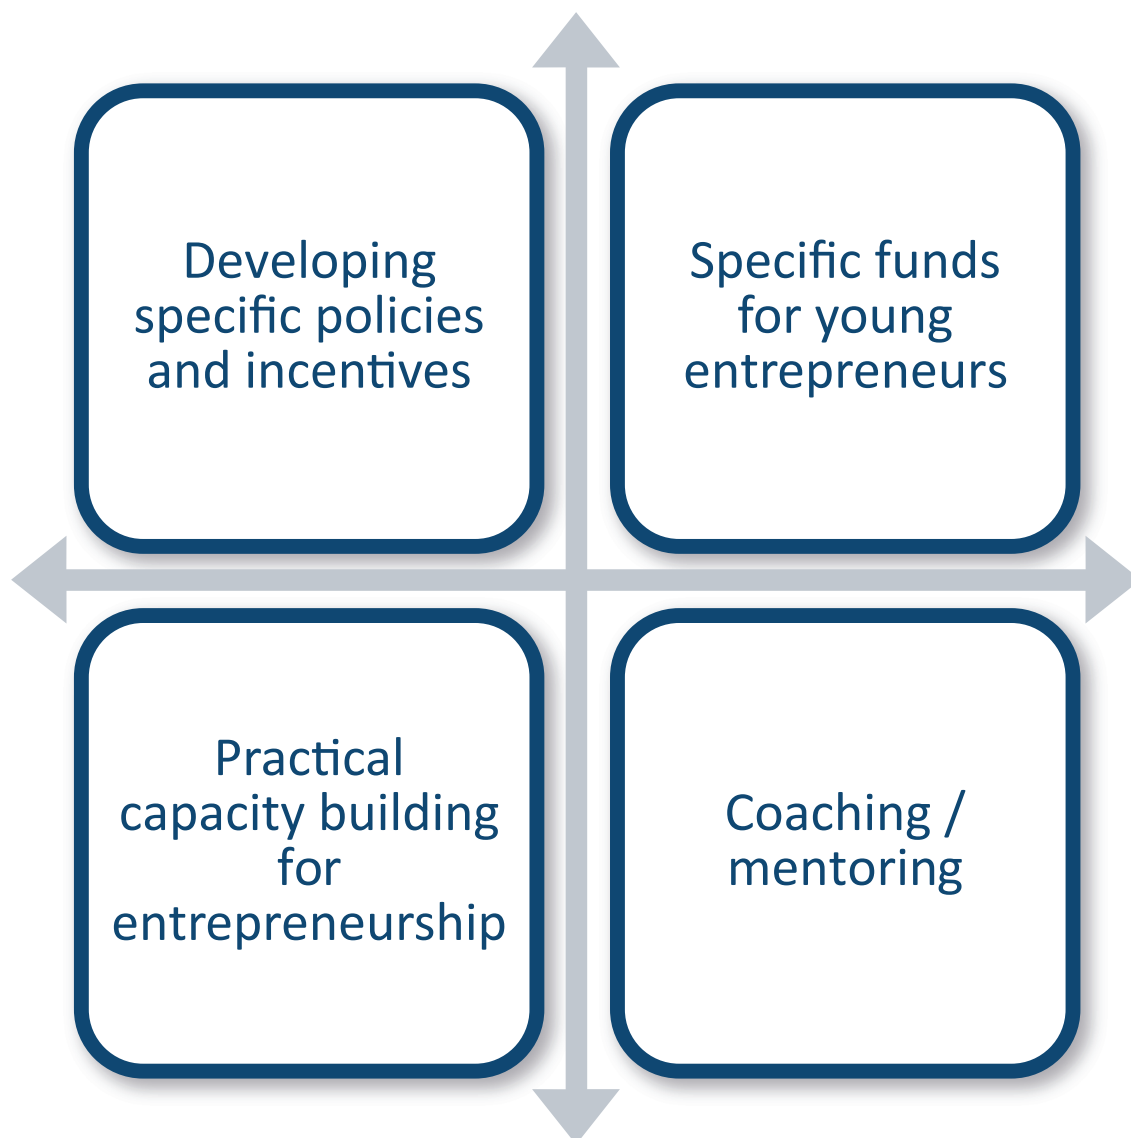 Developing
specific policies
and incentives
Specific funds
for young
entrepreneurs
Practical
capacity building
for
entrepreneurship
Coaching /
mentoring